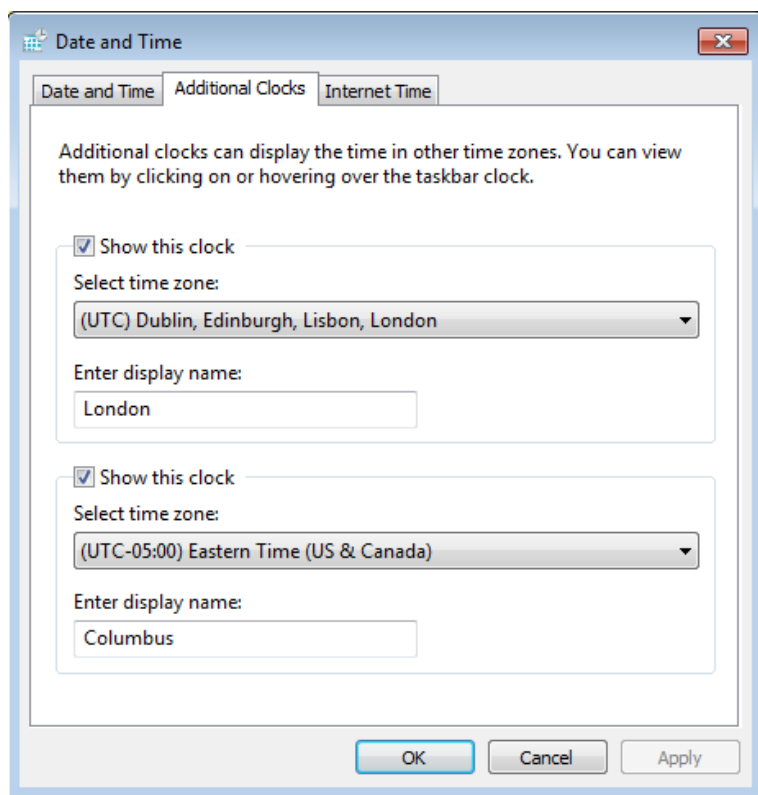 Date and Time
Date and Time
Additional Clocks
Internet Time
Additional clocks can display the time in other time zones. You can view
them by clicking on or hovering over the taskbar clock.
Show this clock
Select time zone:
(UTC) Dublin, Edinburgh, Lisbon, London
Enter display name:
London
Show this clock
Select time zone:
(UTC-05:00) Eastern Time (US & Canada)
Enter display name:
Columbus
OK
Cancel
Apply